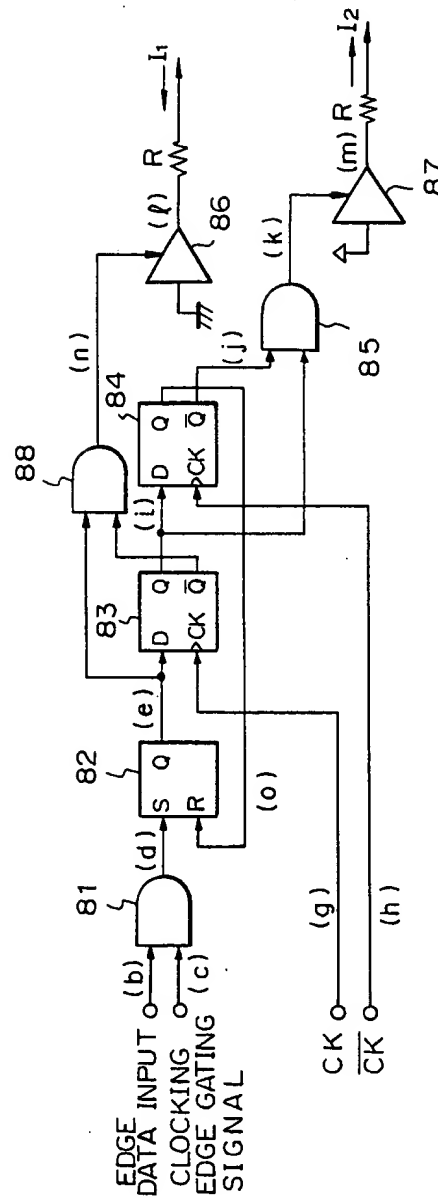 EDGE
DATA INPUT
CLOCKING
EDGE GATING
SIGNAL
(b)
(c)
81
(d)
82
S
R
Q
(e)
83
D
CK
Q
Q̅
(i)
84
D
CK
Q
Q̅
(j)
(o)
88
(n)
86
(ℓ)
R
I₁
85
(k)
87
(m)
R
I₂
CK
C̅K̅
(g)
(h)